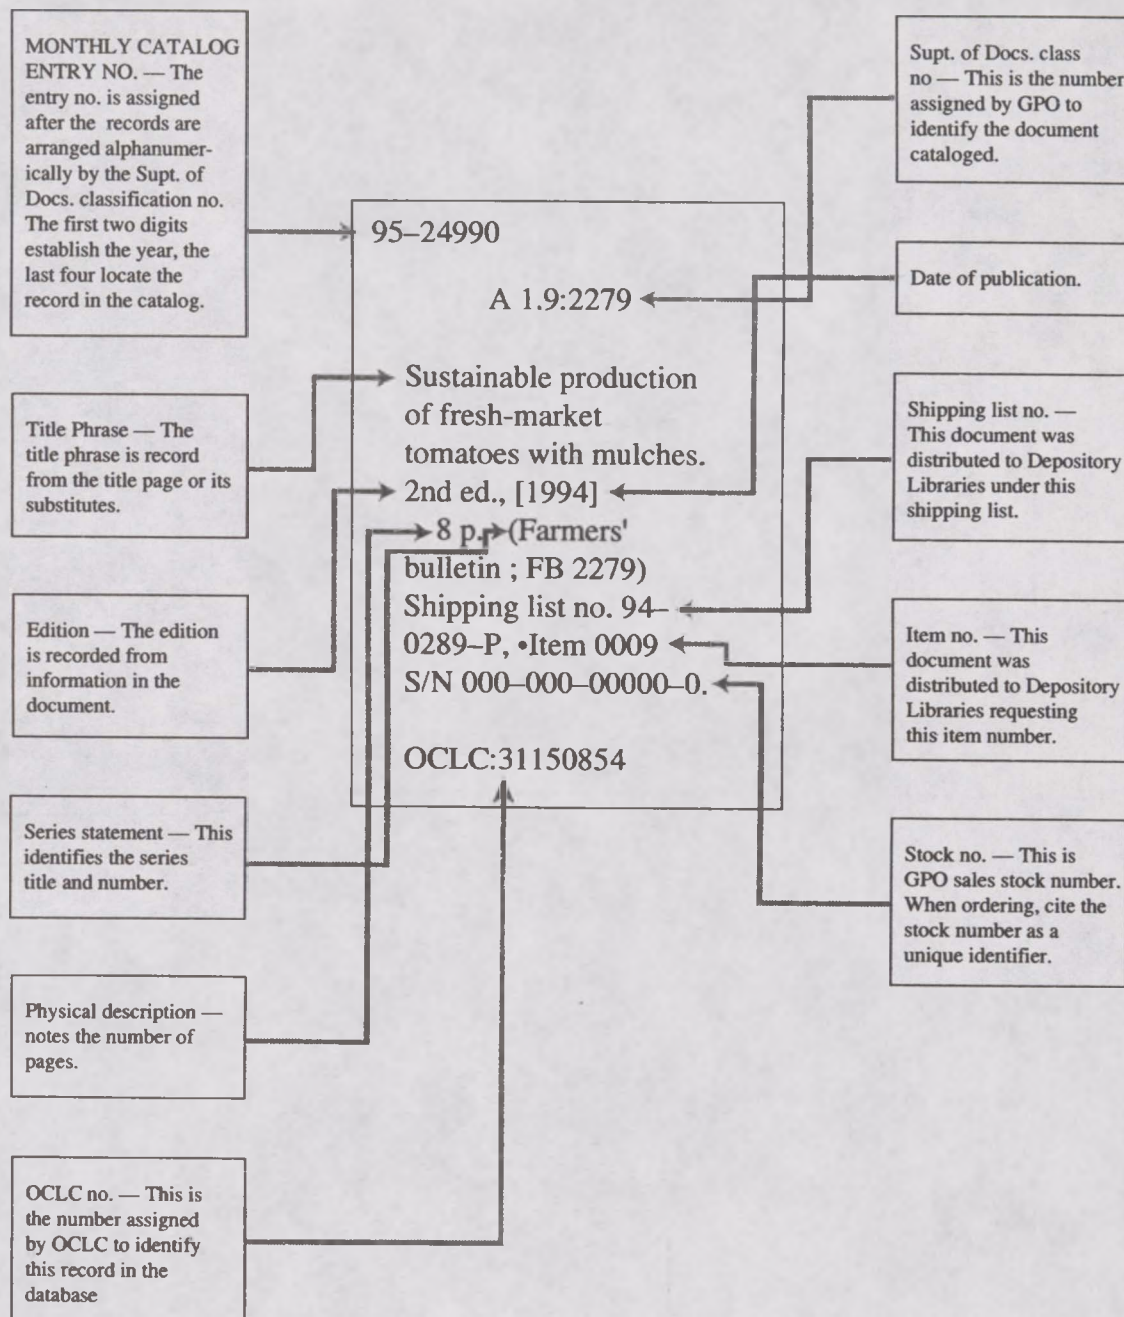 MONTHLY CATALOG
ENTRY NO. — The
entry no. is assigned
after the records are
arranged alphanumer-
ically by the Supt. of
Docs. classification no.
The first two digits
establish the year, the
last four locate the
record in the catalog.
Title Phrase — The
title phrase is record
from the title page or its
substitutes.
Edition — The edition
is recorded from
information in the
document.
Series statement — This
identifies the series
title and number.
Physical description —
notes the number of
pages.
OCLC no. — This is
the number assigned
by OCLC to identify
this record in the
database
95–24990
A 1.9:2279
Sustainable production
of fresh-market
tomatoes with mulches.
2nd ed., [1994]
8 p. (Farmers'
bulletin ; FB 2279)
Shipping list no. 94–
0289–P, •Item 0009
S/N 000–000–00000–0.
OCLC:31150854
Supt. of Docs. class
no — This is the number
assigned by GPO to
identify the document
cataloged.
Date of publication.
Shipping list no. —
This document was
distributed to Depository
Libraries under this
shipping list.
Item no. — This
document was
distributed to Depository
Libraries requesting
this item number.
Stock no. — This is
GPO sales stock number.
When ordering, cite the
stock number as a
unique identifier.